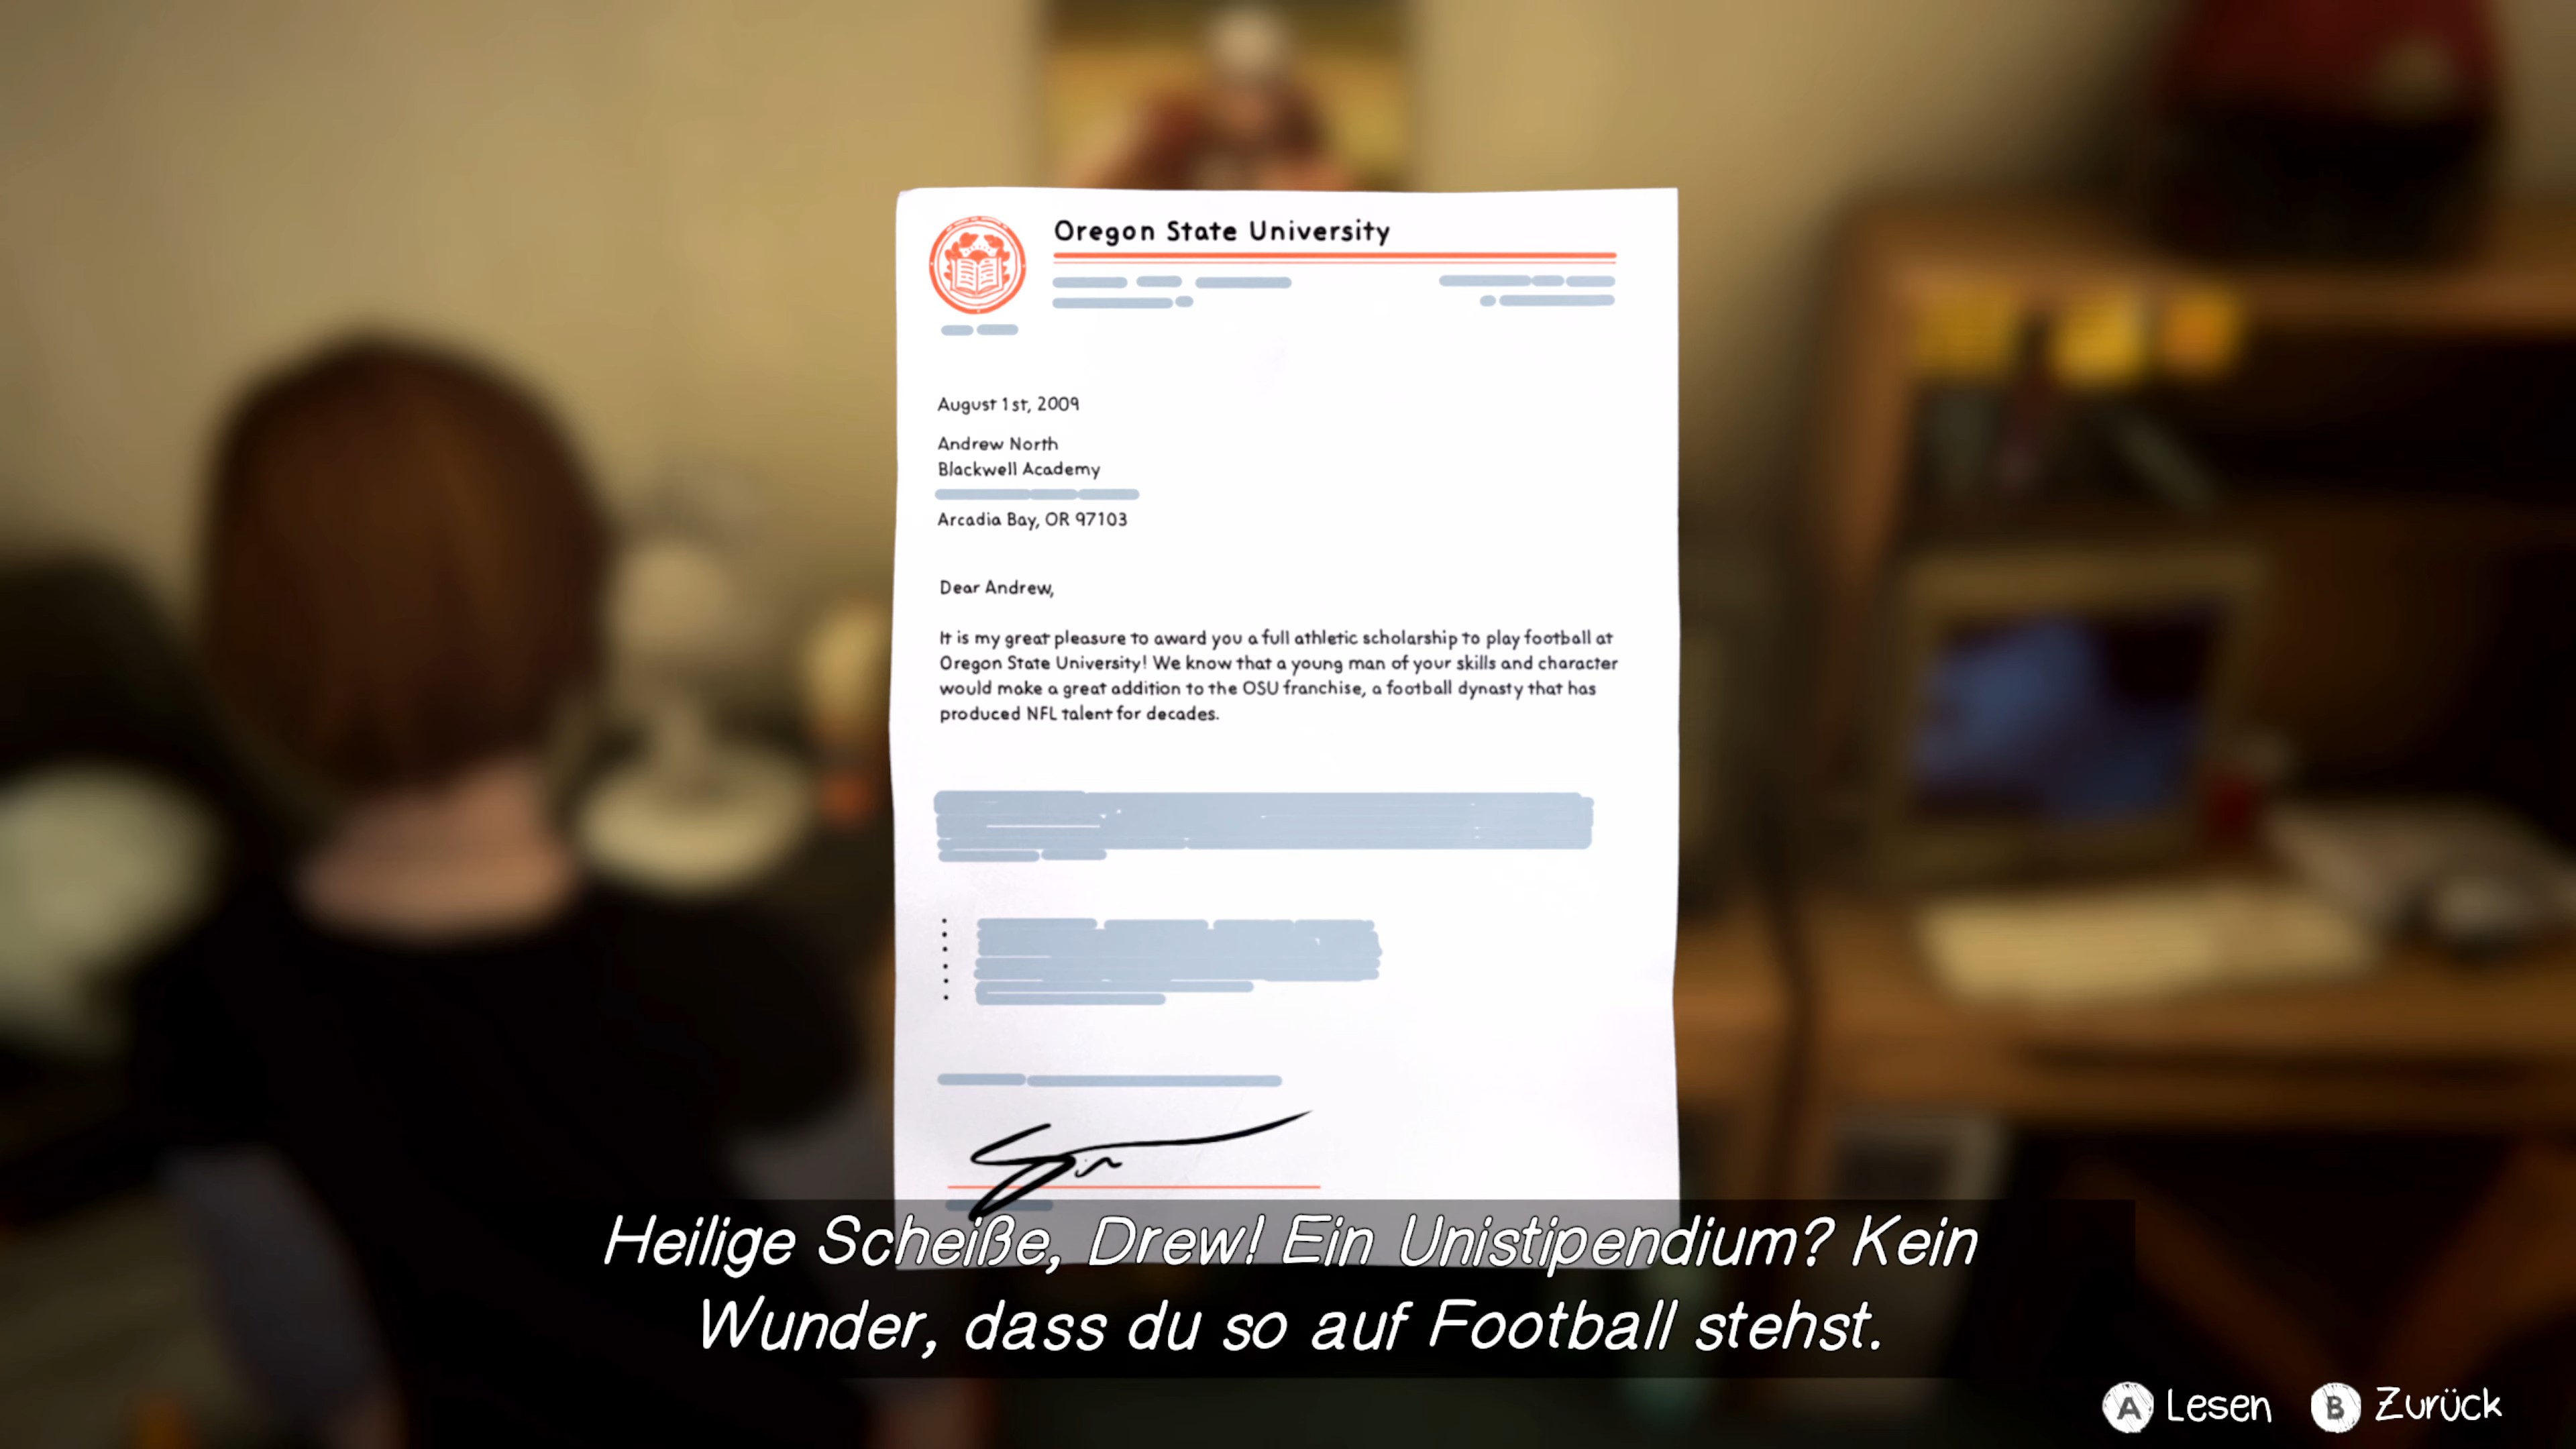 Oregon State University
August 1st, 2009
Andrew North
Blackwell Academy
Arcadia Bay, OR 97103
Dear Andrew,
It is my great pleasure to award you a full athletic scholarship to play football at
Oregon State University! We know that a young man of your skills and character
would make a great addition to the OSU franchise, a football dynasty that has
produced NFL talent for decades.
Heilige Scheiße, Drew! Ein Unistipendium? Kein
Wunder, dass du so auf Football stehst.
A Lesen B Zurück